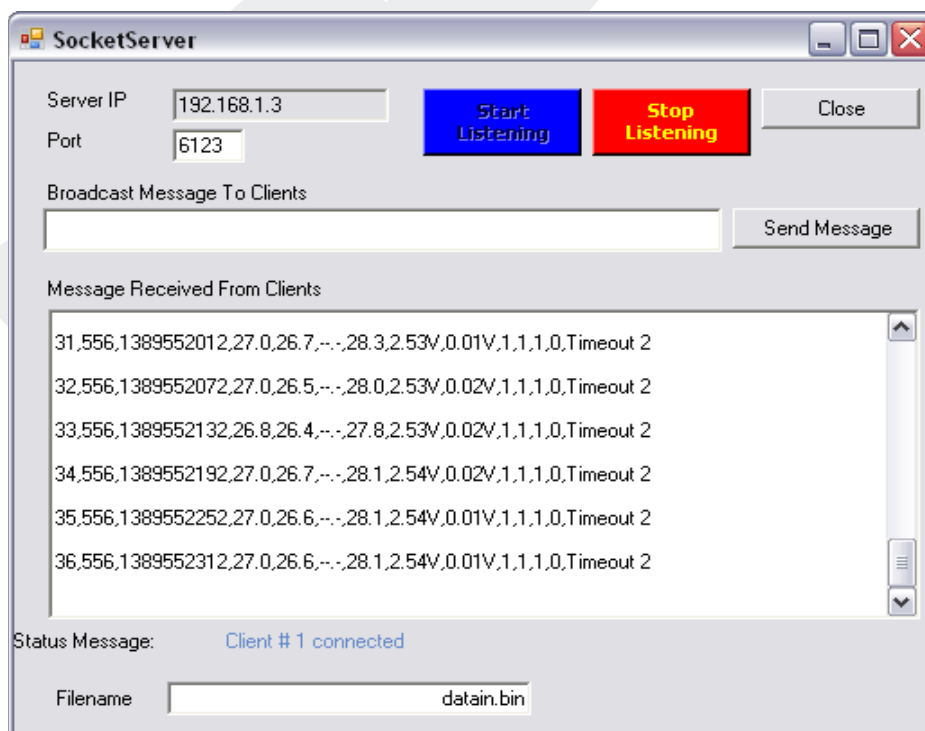 SocketServer
Server IP 192.168.1.3
Start Listening
Stop Listening
Close
Port 6123
Broadcast Message To Clients
Send Message
Message Received From Clients
31,556,1389552012,27.0,26.7,--.-,28.3,2.53V,0.01V,1,1,1,0,Timeout 2
32,556,1389552072,27.0,26.5,--.-,28.0,2.53V,0.02V,1,1,1,0,Timeout 2
33,556,1389552132,26.8,26.4,--.-,27.8,2.53V,0.02V,1,1,1,0,Timeout 2
34,556,1389552192,27.0,26.7,--.-,28.1,2.54V,0.02V,1,1,1,0,Timeout 2
35,556,1389552252,27.0,26.6,--.-,28.1,2.54V,0.01V,1,1,1,0,Timeout 2
36,556,1389552312,27.0,26.6,--.-,28.1,2.54V,0.01V,1,1,1,0,Timeout 2
Status Message: Client # 1 connected
Filename datain.bin